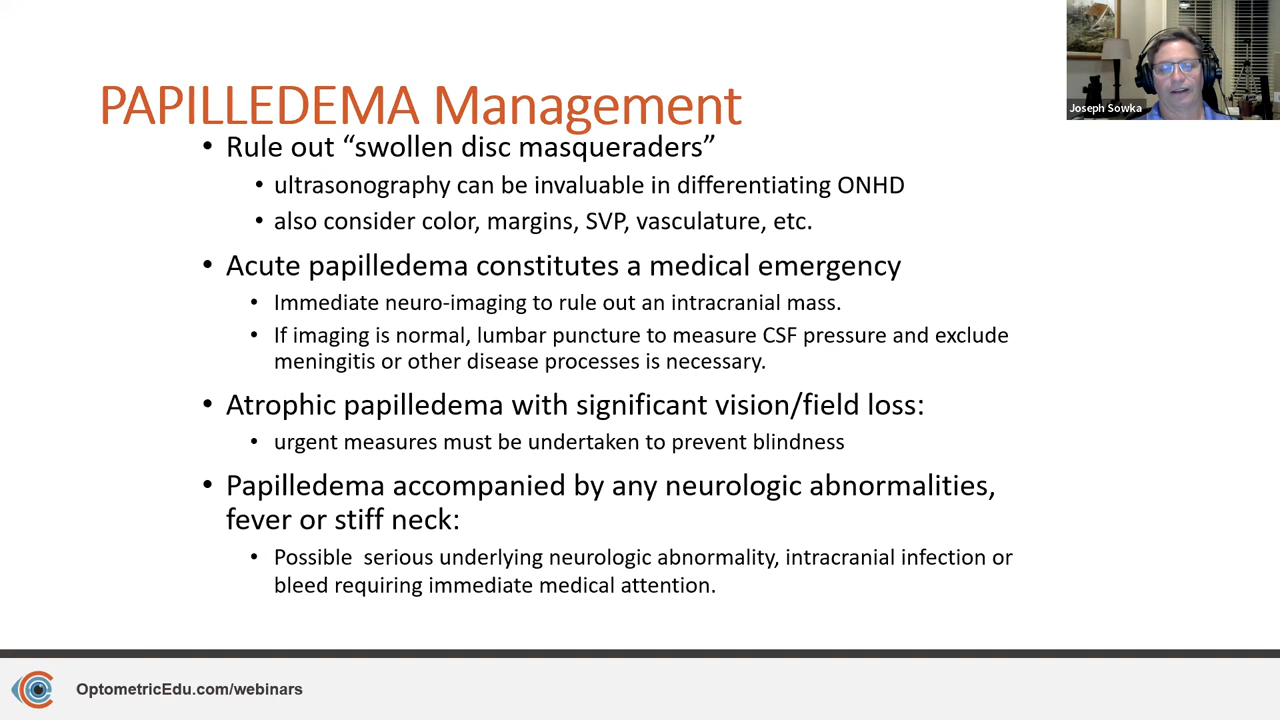 Joseph Sowka
PAPILLEDEMA Management
• Rule out “swollen disc masqueraders”
• ultrasonography can be invaluable in differentiating ONHD
• also consider color, margins, SVP, vasculature, etc.
• Acute papilledema constitutes a medical emergency
• Immediate neuro-imaging to rule out an intracranial mass.
• If imaging is normal, lumbar puncture to measure CSF pressure and exclude
meningitis or other disease processes is necessary.
• Atrophic papilledema with significant vision/field loss:
• urgent measures must be undertaken to prevent blindness
• Papilledema accompanied by any neurologic abnormalities,
fever or stiff neck:
• Possible  serious underlying neurologic abnormality, intracranial infection or
bleed requiring immediate medical attention.
OptometricEdu.com/webinars